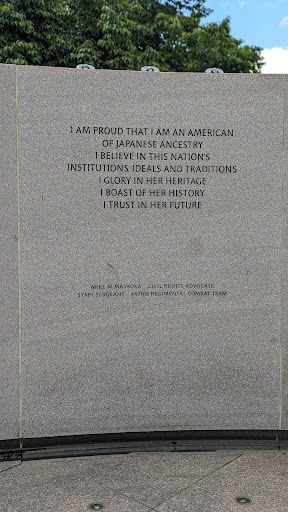 I AM PROUD THAT I AM AN AMERICAN
OF JAPANESE ANCESTRY
I BELIEVE IN THIS NATION'S
INSTITUTIONS, IDEALS AND TRADITIONS
I GLORY IN HER HERITAGE
I BOAST OF HER HISTORY
I TRUST IN HER FUTURE
MIKE M MASAOKA CIVIL RIGHTS ADVOCATE
STAFF SERGEANT 442ND REGIMENTAL COMBAT TEAM